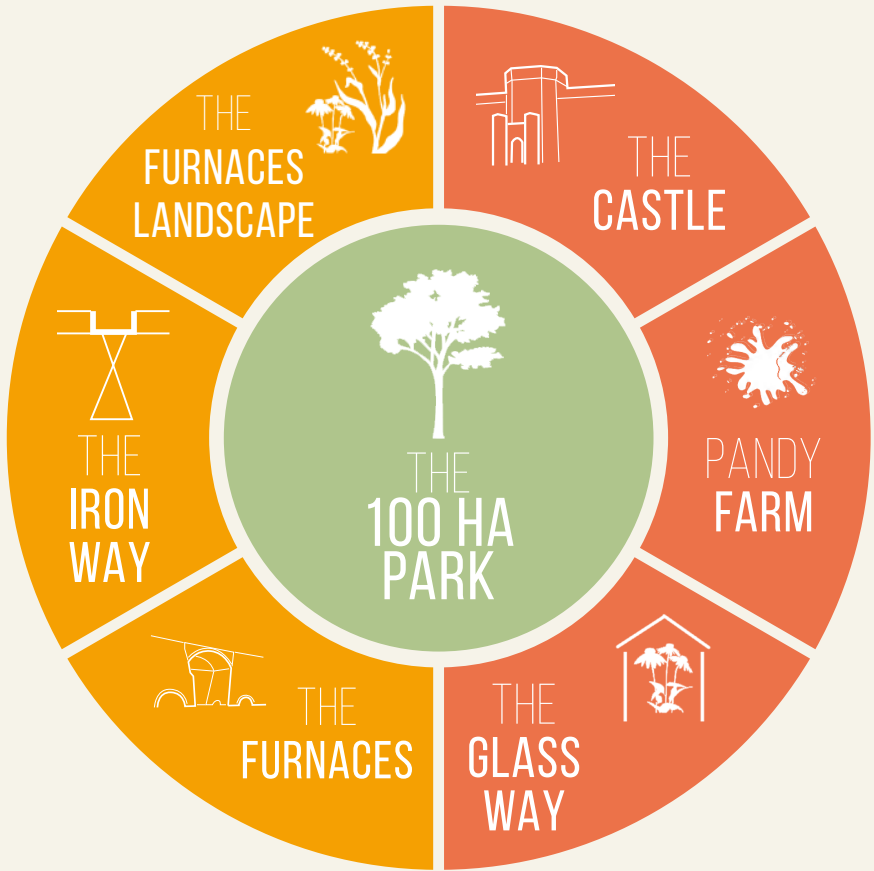 THE
FURNACES
LANDSCAPE
THE
CASTLE
THE
IRON
WAY
THE
100 HA
PARK
PANDY
FARM
THE
FURNACES
THE
GLASS
WAY